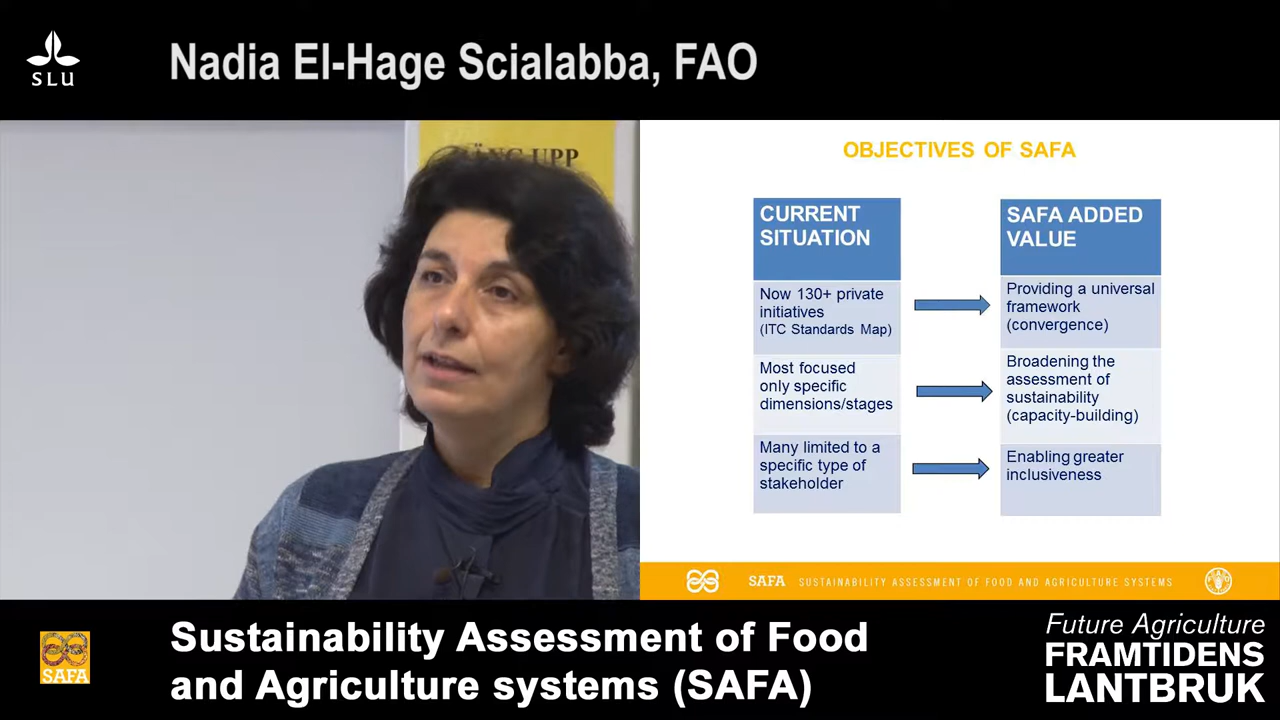 SLU
Nadia El-Hage Scialabba, FAO
UPP
OBJECTIVES OF SAFA
CURRENT
SITUATION
Now 130+ private
initiatives
(ITC Standards Map)
Most focused
only specific
dimensions/stages
Many limited to a
specific type of
stakeholder
SAFA ADDED
VALUE
Providing a universal
framework
(convergence)
Broadening the
assessment of
sustainability
(capacity-building)
Enabling greater
inclusiveness
SAFA SUSTAINABILITY ASSESSMENT OF FOOD AND AGRICULTURE SYSTEMS
SAFA
Sustainability Assessment of Food
and Agriculture systems (SAFA)
Future Agriculture
FRAMTIDENS
LANTBRUK